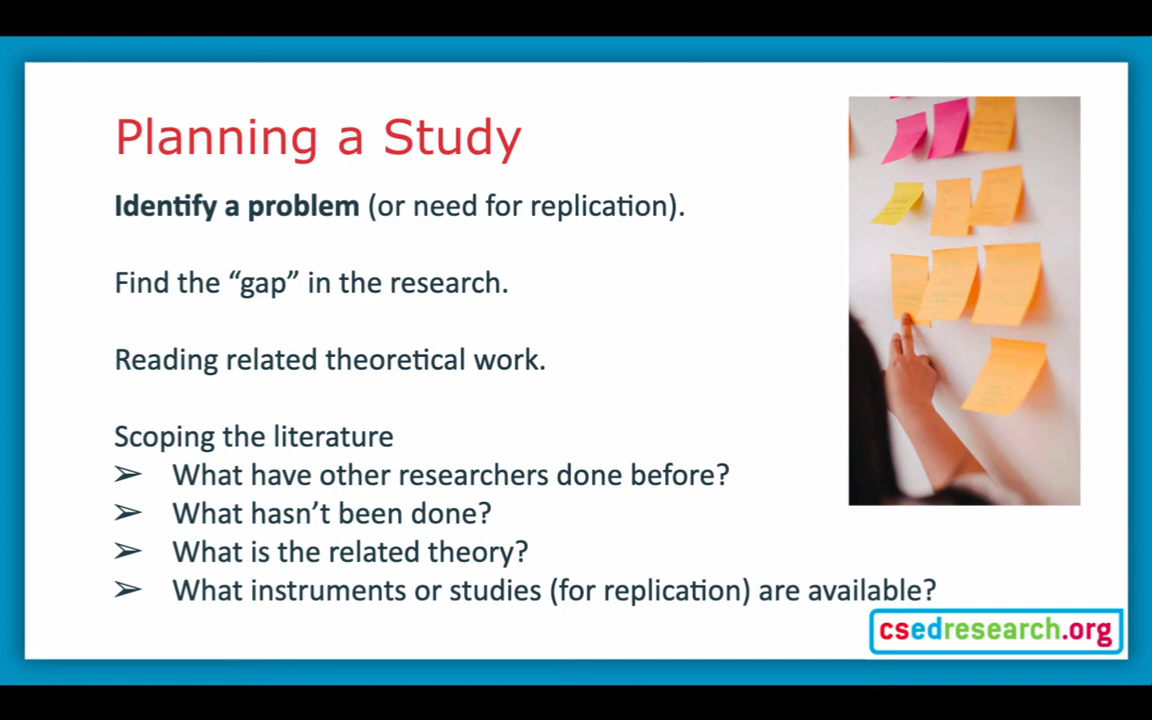 Planning a Study
Identify a problem (or need for replication).
Find the “gap” in the research.
Reading related theoretical work.
Scoping the literature
➢ What have other researchers done before?
➢ What hasn’t been done?
➢ What is the related theory?
➢ What instruments or studies (for replication) are available?
csedresearch.org